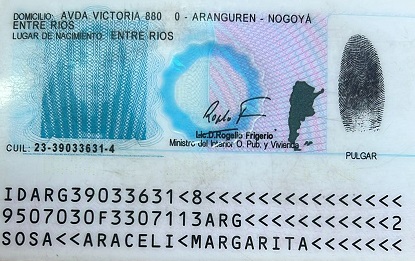 DOMICILIO: AVDA VICTORIA 880 0 - ARANGUREN - NOGOYÁ
ENTRE RIOS
LUGAR DE NACIMIENTO: ENTRE RIOS
Lic.D.Rogelio Frigerio
Ministro del Interior O. Pub. y Vivienda
CUIL: 23-39033631-4
PULGAR
IDARG39033631<8<<<<<<<<<<<<<<<
9507030F3307113ARG<<<<<<<<<<<2
SOSA<<ARACELI<MARGARITA<<<<<<<